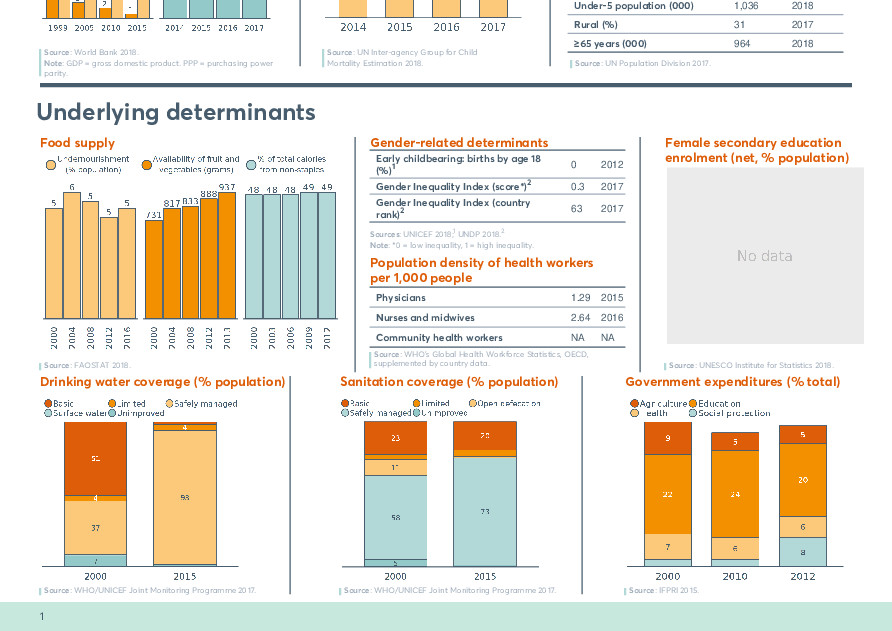 2
-
1999 2005 2010 2015
2014 2015 2016 2017
Source: World Bank 2018.
Note: GDP = gross domestic product. PPP = purchasing power
parity.
2014 2015 2016 2017
Source: UN Inter-agency Group for Child
Mortality Estimation 2018.
Under-5 population (000) 1,036 2018
Rural (%) 31 2017
≥65 years (000) 964 2018
Source: UN Population Division 2017.
Underlying determinants
Food supply
Undernourishment
(% population)
Availability of fruit and
vegetables (grams)
% of total calories
from non-staples
5 6 5 5 5
731 817 833 888 937
48 48 48 49 49
2000 2004 2008 2012 2016
2000 2004 2008 2012
2000 2003 2006 2009 2012
Source: FAOSTAT 2018.
Gender-related determinants
Early childbearing: births by age 18
(%)1 0 2012
Gender Inequality Index (score*)2 0.3 2017
Gender Inequality Index (country
rank)2 63 2017
Sources: UNICEF 2018,1 UNDP 2018.2
Note: *0 = low inequality, 1 = high inequality.
Population density of health workers
per 1,000 people
Physicians 1.29 2015
Nurses and midwives 2.64 2016
Community health workers NA NA
Source: WHO's Global Health Workforce Statistics, OECD,
supplemented by country data.
Female secondary education
enrolment (net, % population)
No data
Source: UNESCO Institute for Statistics 2018.
Drinking water coverage (% population)
Basic Limited Safely managed
Surface water Unimproved
51
4
37
7
4
93
2000 2015
Source: WHO/UNICEF Joint Monitoring Programme 2017.
Sanitation coverage (% population)
Basic Limited Open defecation
Safely managed Unimproved
23
11
58
5
20
73
2000 2015
Source: WHO/UNICEF Joint Monitoring Programme 2017.
Government expenditures (% total)
Agriculture Education
Health Social protection
9
22
7
5
24
6
5
20
6
8
2000 2010 2012
Source: IFPRI 2015.
1